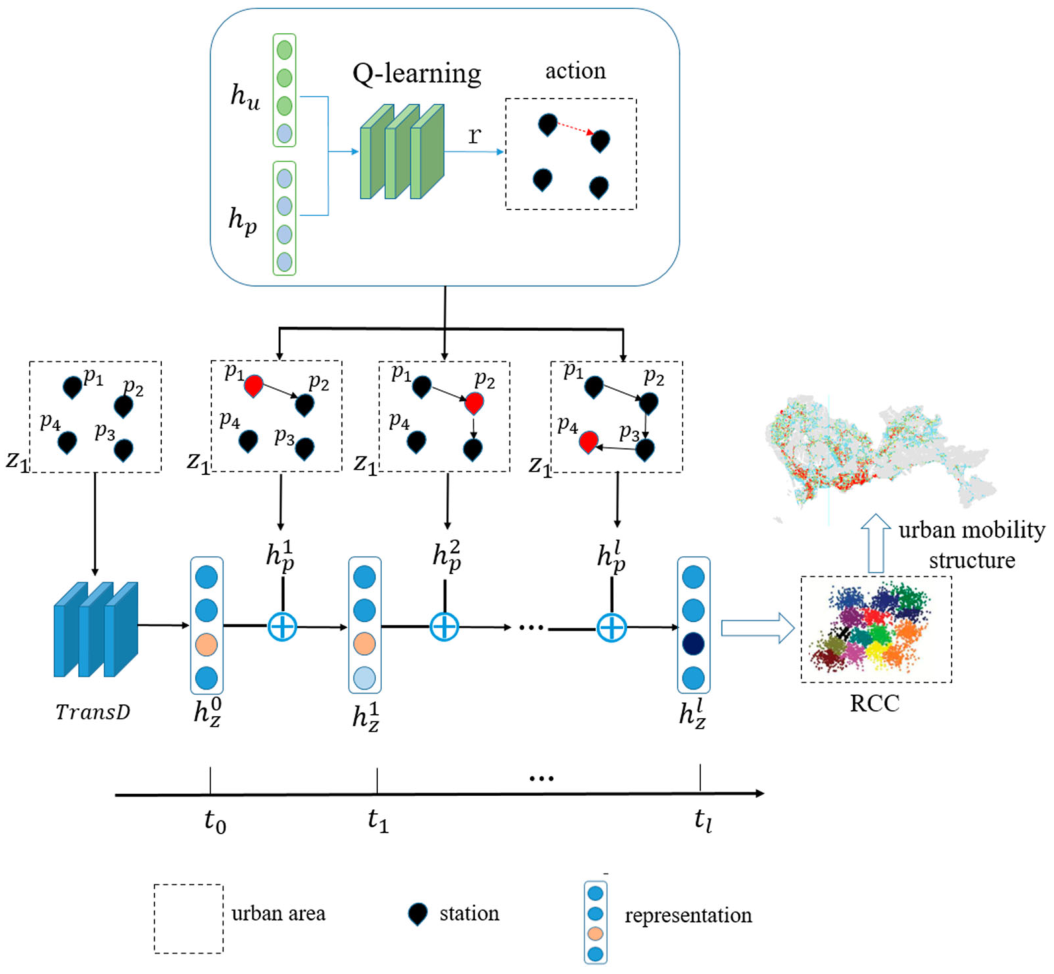 Q-learning
action
h_u
r
h_p
p_1
p_2
p_4
p_3
z_1
p_1
p_2
p_4
p_3
z_1
p_1
p_2
p_4
z_1
p_1
p_2
p_4
p_3
z_1
h_p^1
h_p^2
h_p^l
urban mobility
structure
...
TransD
h_z^0
h_z^1
h_z^l
RCC
...
t_0
t_1
t_l
urban area
station
representation